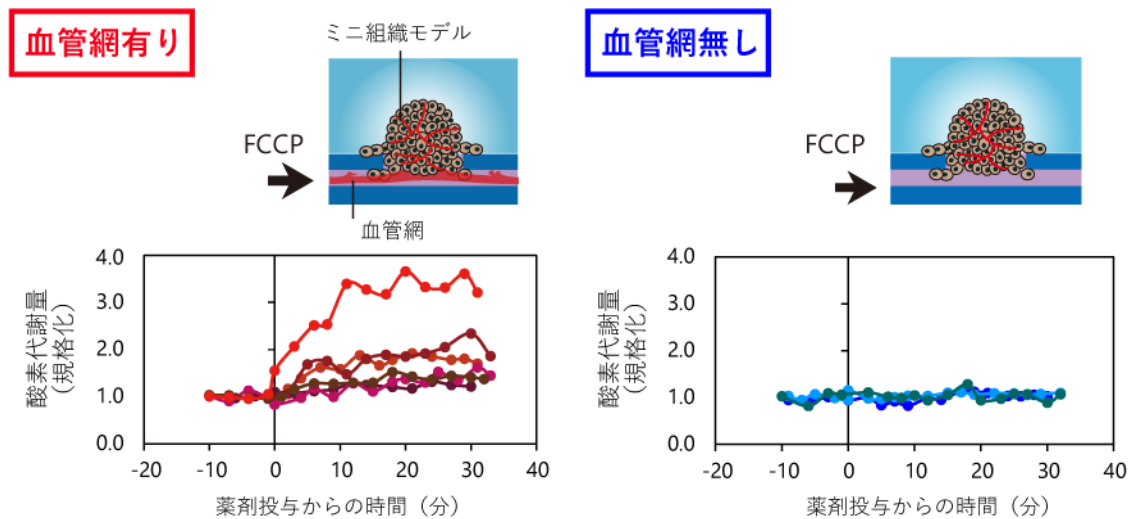 血管網有り
ミニ組織モデル
FCCP
血管網
酸素代謝量
(規格化)
4.0
3.0
2.0
1.0
0.0
-20
-10
0
10
20
30
40
薬剤投与からの時間（分）
血管網無し
FCCP
酸素代謝量
(規格化)
4.0
3.0
2.0
1.0
0.0
-20
-10
0
10
20
30
40
薬剤投与からの時間（分）